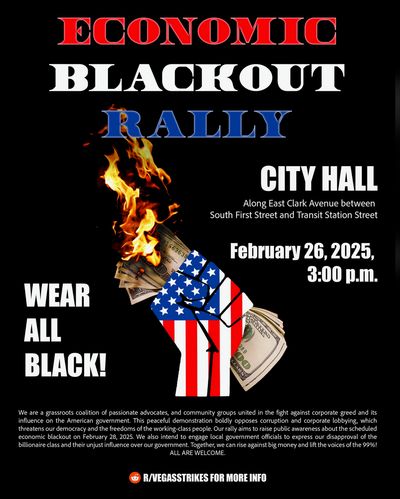 ECONOMIC
BLACKOUT
RALLY
CITY HALL
Along East Clark Avenue between
South First Street and Transit Station Street
February 26, 2025,
3:00 p.m.
WEAR
ALL
BLACK!
We are a grassroots coalition of passionate advocates, and community groups united in the fight against corporate greed and its
influence on the American government. This peaceful demonstration boldly opposes corruption and corporate lobbying, which
threatens our democracy and the freedoms of the working-class people. Our rally aims to raise public awareness about the scheduled
economic blackout on February 28, 2025. We also intend to engage local government officials to express our disapproval of the
billionaire class and their unjust influence over our government. Together, we can rise against big money and lift the voices of the 99%!
ALL ARE WELCOME.
R/VEGASSTRIKES FOR MORE INFO